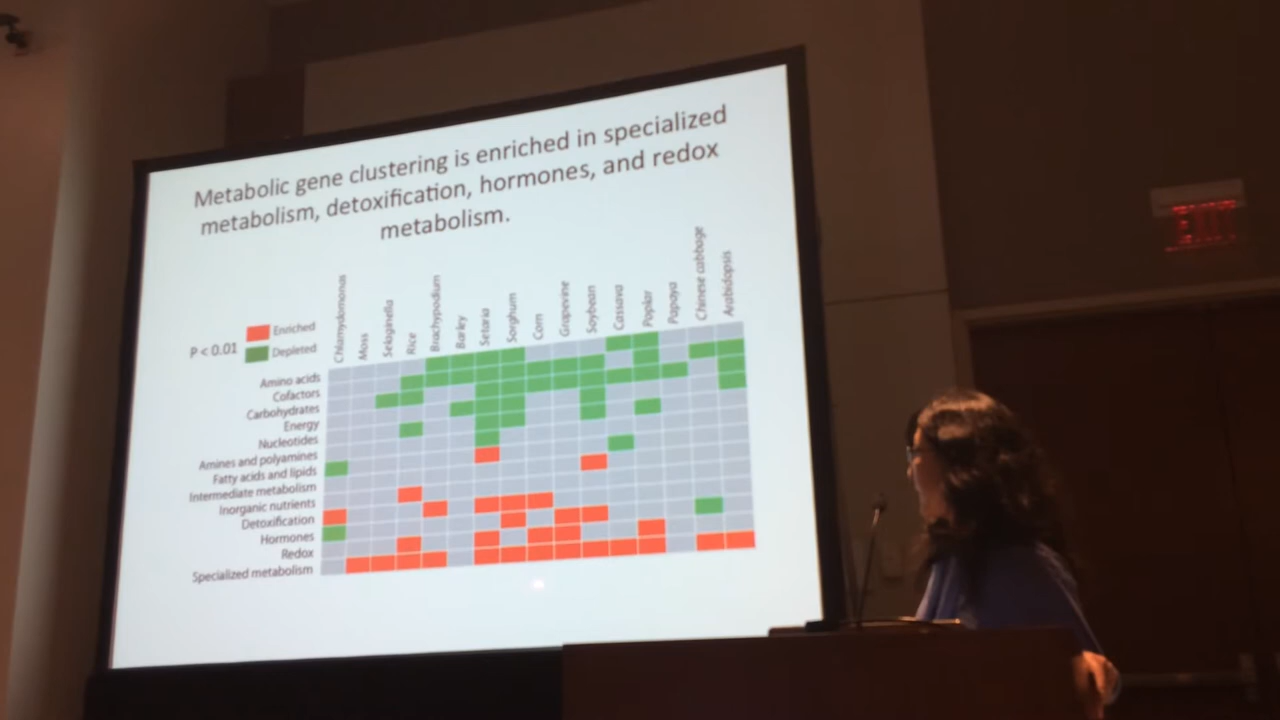 Metabolic gene clustering is enriched in specialized
metabolism, detoxification, hormones, and redox
metabolism.
Chlamydomonas
Moss
Selaginella
Rice
Brachypodium
Barley
Setaria
Sorghum
Corn
Grapevine
Soybean
Cassava
Poplar
Papaya
Chinese cabbage
Arabidopsis
P < 0.01
Enriched
Depleted
Amino acids
Cofactors
Carbohydrates
Energy
Nucleotides
Amines and polyamines
Fatty acids and lipids
Intermediate metabolism
Inorganic nutrients
Detoxification
Hormones
Redox
Specialized metabolism
EXIT